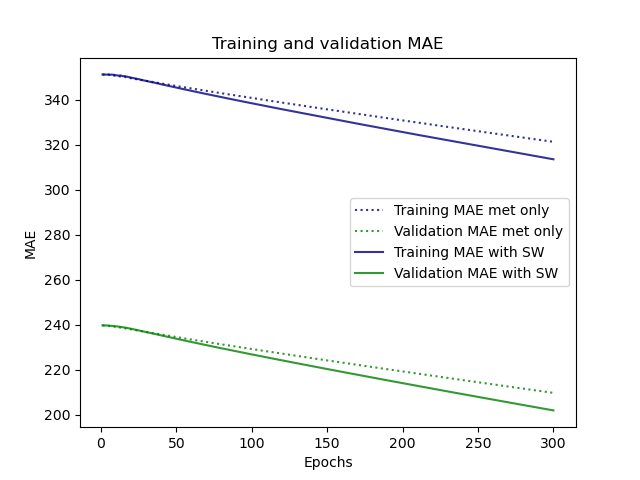 Training and validation MAE
MAE
340
320
300
280
260
240
220
200
Training MAE met only
Validation MAE met only
Training MAE with SW
Validation MAE with SW
0
50
100
150
200
250
300
Epochs